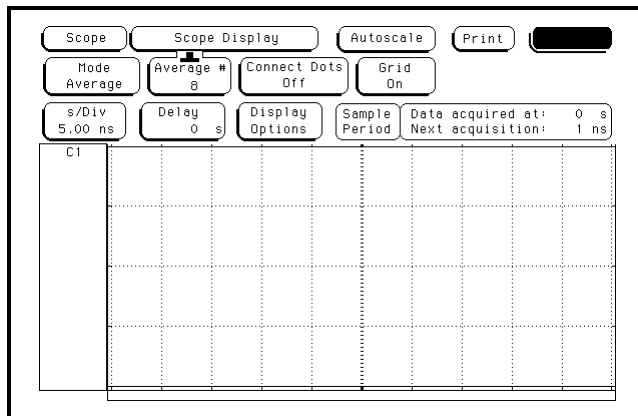 Scope Scope Display Autoscale Print
Mode Average # Connect Dots Grid
Average 8 Off On
s/Div Delay Display Sample Data acquired at: 0 s
5.00 ns 0 s Options Period Next acquisition: 1 ns
C1